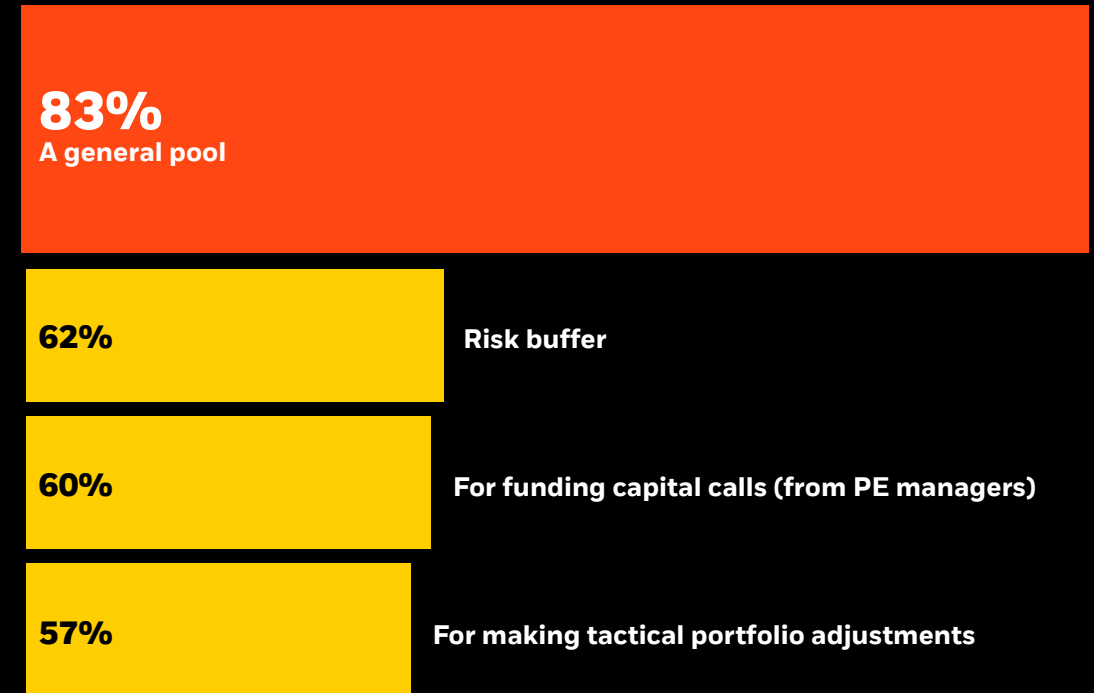 83%
A general pool
62%
Risk buffer
60%
For funding capital calls (from PE managers)
57%
For making tactical portfolio adjustments